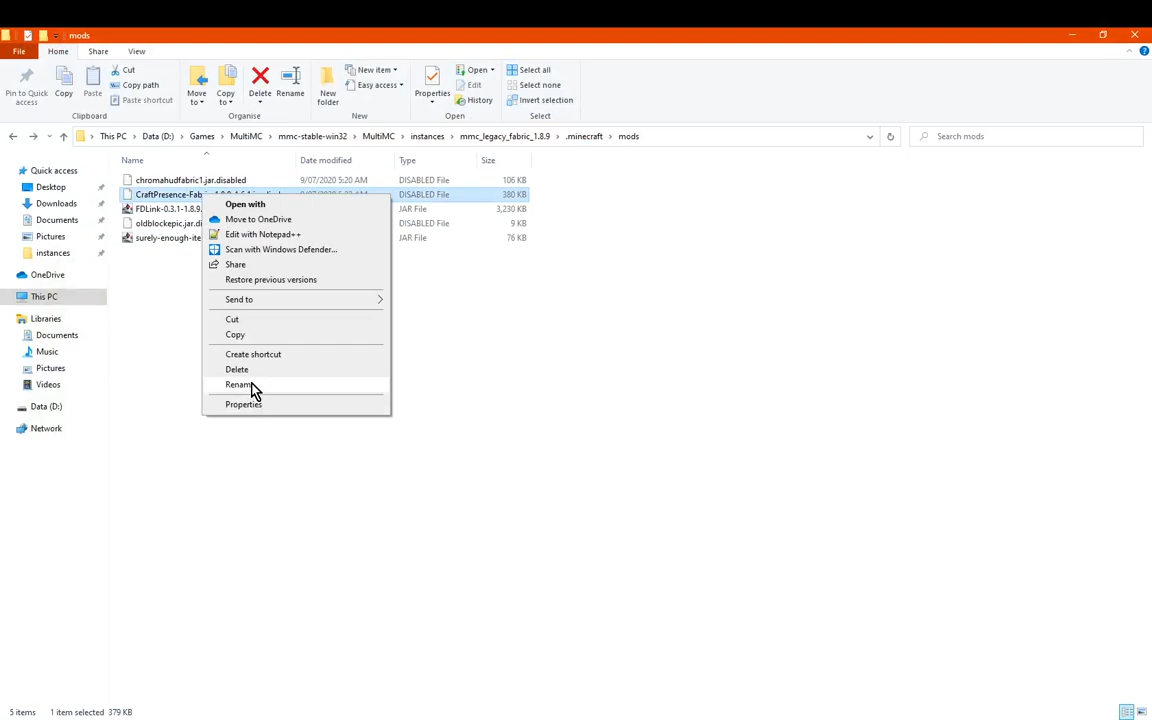 mods
File Home Share View
Pin to Quick access
Copy
Paste
Cut
Copy path
Paste shortcut
Clipboard
Move to
Copy to
Delete
Rename
Organise
New folder
New item
Easy access
New
Properties
Open
Edit
History
Open
Select all
Select none
Invert selection
Select
This PC > Data (D:) > Games > MultiMC > mmc-stable-win32 > MultiMC > instances > mmc_legacy_fabric_1.8.9 > .minecraft > mods
Search mods
Name Date modified Type Size
Quick access
Desktop
Downloads
Documents
Pictures
instances
OneDrive
This PC
Libraries
Documents
Music
Pictures
Videos
Data (D:)
Network
chromahudfabric1.jar.disabled 9/07/2020 5:20 AM DISABLED File 106 KB
CraftPresence-Fab DISABLED File 380 KB
FDLink-0.3.1-1.8.9. JAR File 3,230 KB
oldblockepic.jar.di DISABLED File 9 KB
surely-enough-ite JAR File 76 KB
Open with
Move to OneDrive
Edit with Notepad++
Scan with Windows Defender...
Share
Restore previous versions
Send to
Cut
Copy
Create shortcut
Delete
Renam
Properties
5 items 1 item selected 379 KB